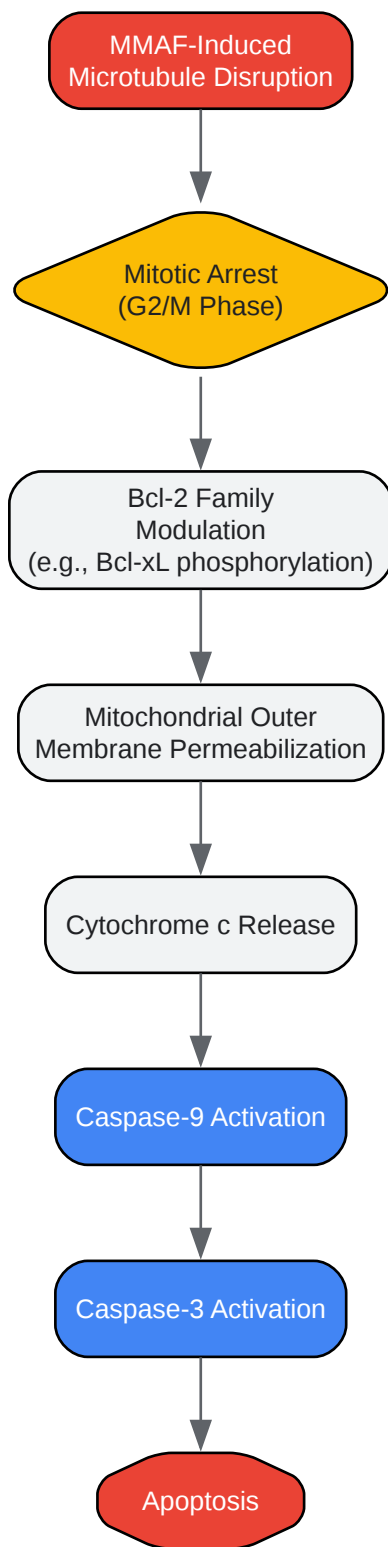 MMAF-Induced
Microtubule Disruption
Mitotic Arrest
(G2/M Phase)
Bcl-2 Family
Modulation
(e.g., Bcl-xL phosphorylation)
Mitochondrial Outer
Membrane Permeabilization
Cytochrome c Release
Caspase-9 Activation
Caspase-3 Activation
Apoptosis